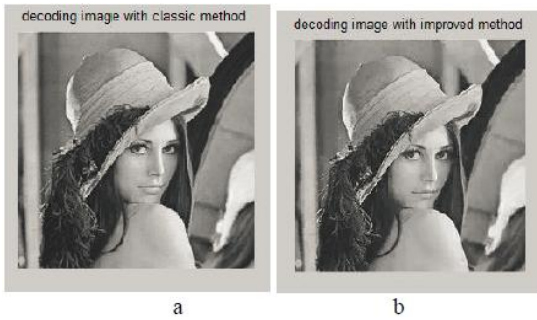 decoding image with classic method
decoding image with improved method
a
b